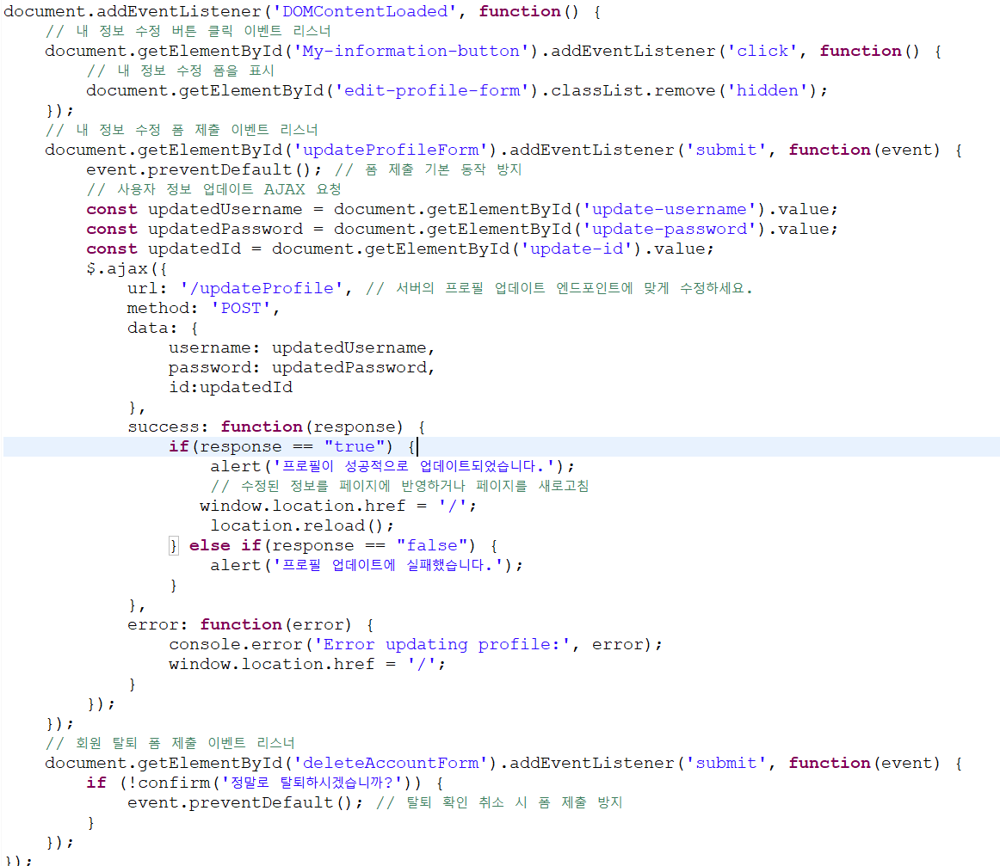 document.addEventListener('DOMContentLoaded', function() {
    // 내 정보 수정 버튼 클릭 이벤트 리스너
    document.getElementById('My-information-button').addEventListener('click', function() {
        // 내 정보 수정 폼을 표시
        document.getElementById('edit-profile-form').classList.remove('hidden');
    });
    // 내 정보 수정 폼 제출 이벤트 리스너
    document.getElementById('updateProfileForm').addEventListener('submit', function(event) {
        event.preventDefault(); // 폼 제출 기본 동작 방지
        // 사용자 정보 업데이트 AJAX 요청
        const updatedUsername = document.getElementById('update-username').value;
        const updatedPassword = document.getElementById('update-password').value;
        const updatedId = document.getElementById('update-id').value;
        $.ajax({
            url: '/updateProfile', // 서버의 프로필 업데이트 엔드포인트에 맞게 수정하세요.
            method: 'POST',
            data: {
                username: updatedUsername,
                password: updatedPassword,
                id:updatedId
            },
            success: function(response) {
                if(response == "true") {
                    alert('프로필이 성공적으로 업데이트되었습니다.');
                    // 수정된 정보를 페이지에 반영하거나 페이지를 새로고침
                   window.location.href = '/';
                    location.reload();
                } else if(response == "false") {
                    alert('프로필 업데이트에 실패했습니다.');
                }
            },
            error: function(error) {
                console.error('Error updating profile:', error);
                window.location.href = '/';
            }
        });
    });
    // 회원 탈퇴 폼 제출 이벤트 리스너
    document.getElementById('deleteAccountForm').addEventListener('submit', function(event) {
        if (!confirm('정말로 탈퇴하시겠습니까?')) {
            event.preventDefault(); // 탈퇴 확인 취소 시 폼 제출 방지
        }
    });
});